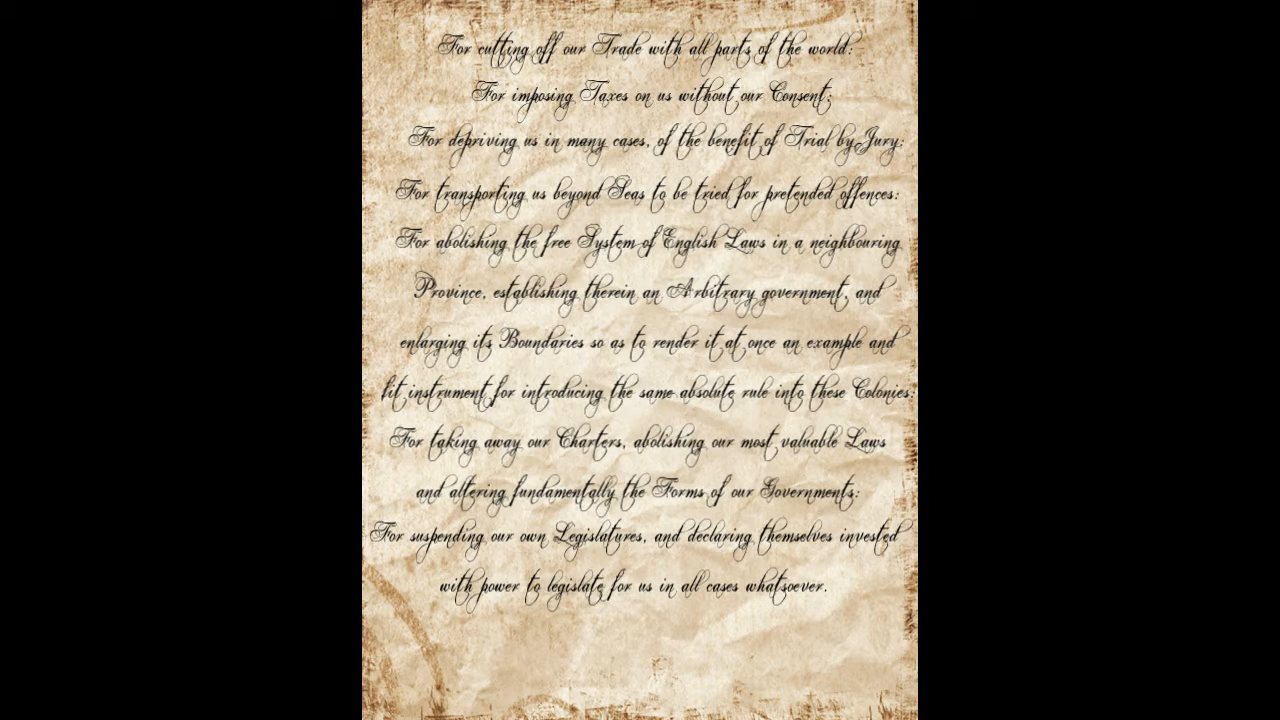 For cutting off our Trade with all parts of the world:
For imposing Taxes on us without our Consent;
For depriving us in many cases, of the benefit of Trial by Jury:
For transporting us beyond Seas to be tried for pretended offences:
For abolishing the free System of English Laws in a neighbouring
Province, establishing therein an Arbitrary government, and
enlarging its Boundaries so as to render it at once an example and
fit instrument for introducing the same absolute rule into these Colonies:
For taking away our Charters, abolishing our most valuable Laws
and altering fundamentally the Forms of our Governments:
For suspending our own Legislatures, and declaring themselves invested
with power to legislate for us in all cases whatsoever.